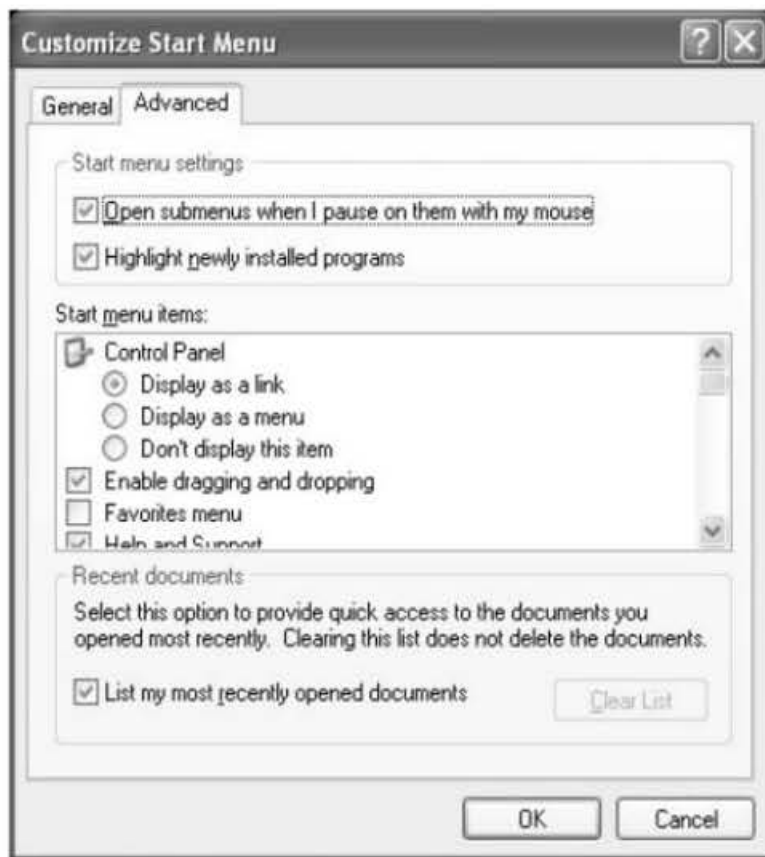 Customize Start Menu
General Advanced
Start menu settings
Open submenus when I pause on them with my mouse
Highlight newly installed programs
Start menu items:
Control Panel
Display as a link
Display as a menu
Don't display this item
Enable dragging and dropping
Favorites menu
Help and Support
Recent documents
Select this option to provide quick access to the documents you
opened most recently. Clearing this list does not delete the documents.
List my most recently opened documents
Clear List
OK Cancel